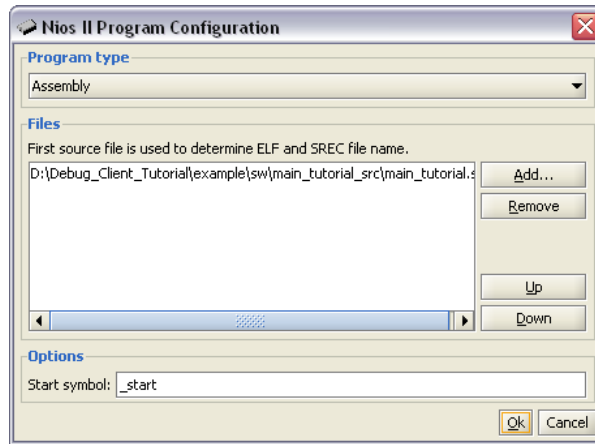 Nios II Program Configuration
Program type
Assembly
Files
First source file is used to determine ELF and SREC file name.
D:\Debug_Client_Tutorial\example\sw\main_tutorial_src\main_tutorial.s
Add...
Remove
Up
Down
Options
Start symbol: _start
Ok Cancel